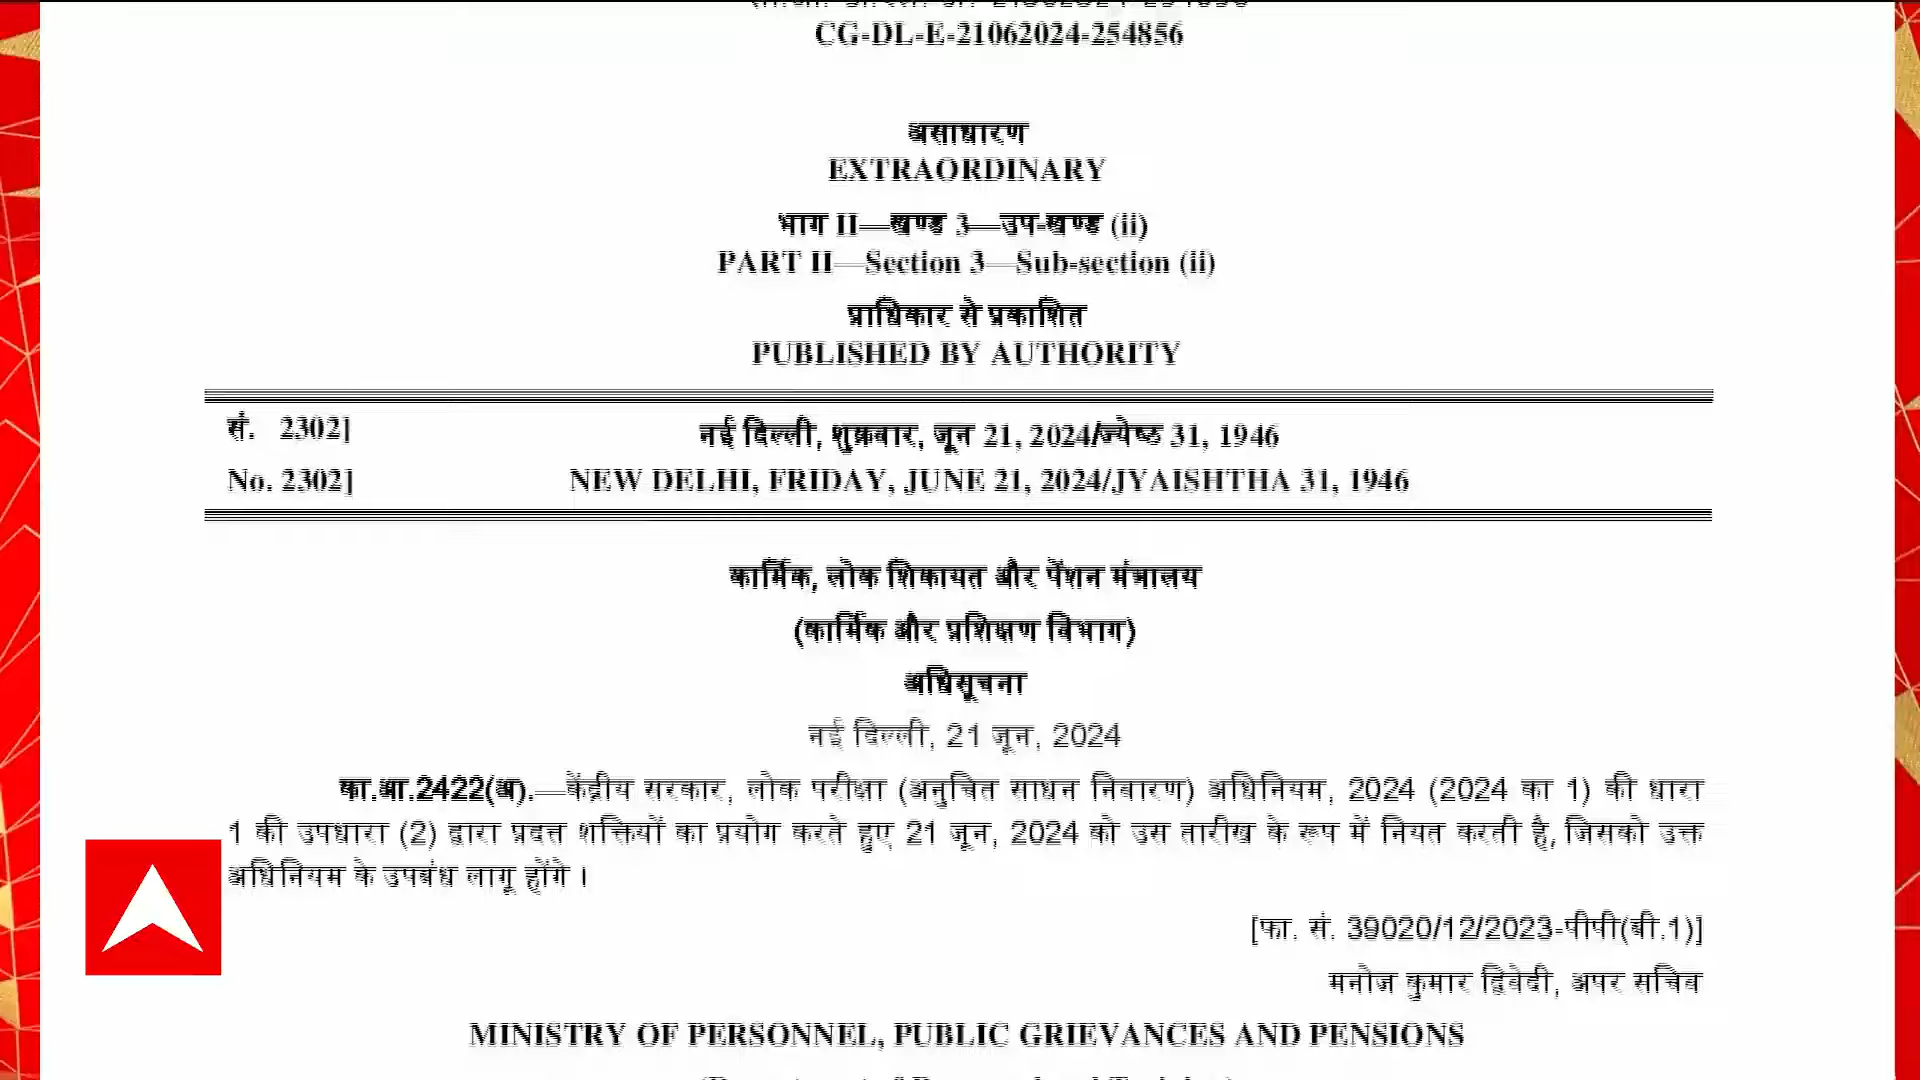 CG-DL-E-21062024-254856
असाधारण
EXTRAORDINARY
भाग II—खण्ड 3—उप-खण्ड (ii)
PART II—Section 3—Sub-section (ii)
प्राधिकार से प्रकाशित
PUBLISHED BY AUTHORITY
सं. 2302] नई दिल्ली, शुक्रवार, जून 21, 2024/ज्येष्ठ 31, 1946
No. 2302] NEW DELHI, FRIDAY, JUNE 21, 2024/JYAISHTHA 31, 1946
कार्मिक, लोक शिकायत और पेंशन मंत्रालय
(कार्मिक और प्रशिक्षण विभाग)
अधिसूचना
नई दिल्ली, 21 जून, 2024
का.आ.2422(अ).—केंद्रीय सरकार, लोक परीक्षा (अनुचित साधन निवारण) अधिनियम, 2024 (2024 का 1) की धारा
1 की उपधारा (2) द्वारा प्रदत्त शक्तियों का प्रयोग करते हुए 21 जून, 2024 को उस तारीख के रूप में नियत करती है, जिसको उक्त
अधिनियम के उपबंध लागू होंगे ।
[फा. सं. 39020/12/2023-पीपी(बी.1)]
मनोज कुमार द्विवेदी, अपर सचिव
MINISTRY OF PERSONNEL, PUBLIC GRIEVANCES AND PENSIONS